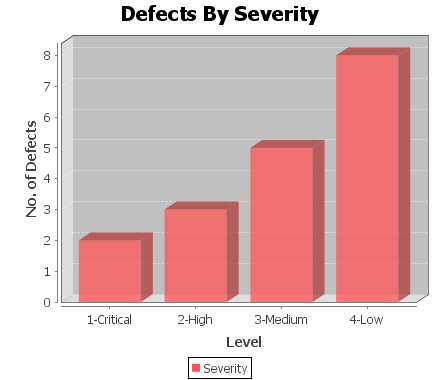 Defects By Severity
No. of Defects
8
7
6
5
4
3
2
1
0
1-Critical 2-High 3-Medium 4-Low
Level
Severity